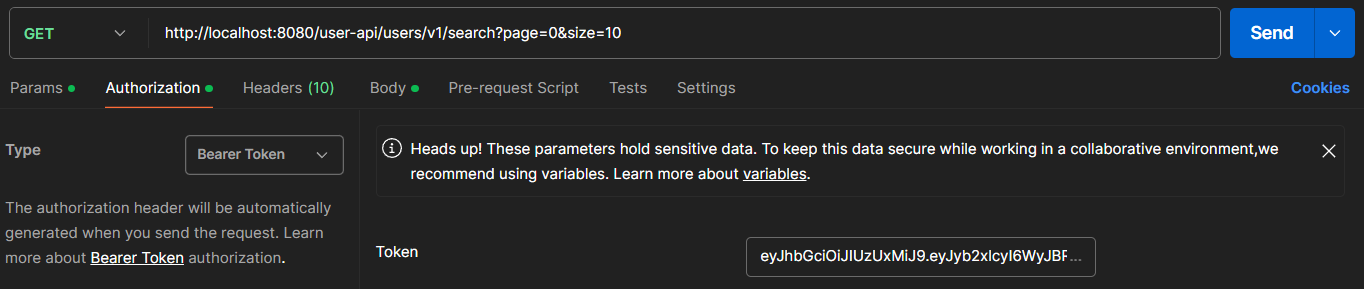 GET http://localhost:8080/user-api/users/v1/search?page=0&size=10 Send
Params Authorization Headers (10) Body Pre-request Script Tests Settings Cookies
Type Bearer Token
The authorization header will be automatically
generated when you send the request. Learn
more about Bearer Token authorization.
Heads up! These parameters hold sensitive data. To keep this data secure while working in a collaborative environment,we
recommend using variables. Learn more about variables.
Token eyJhbGciOiJIUzUxMiJ9.eyJyb2xlcyI6WyJBF...